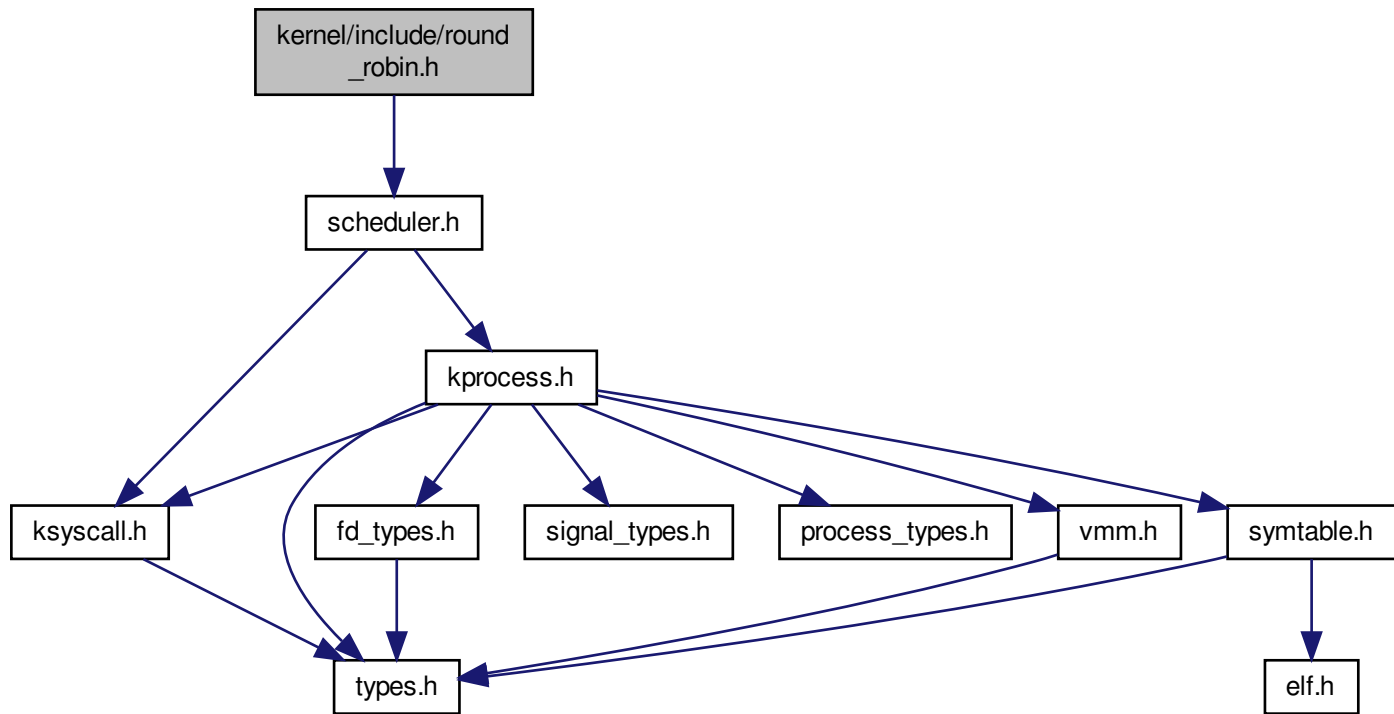 kernel/include/round
_robin.h
scheduler.h
kprocess.h
ksyscall.h
fd_types.h
signal_types.h
process_types.h
vmm.h
symtable.h
types.h
elf.h